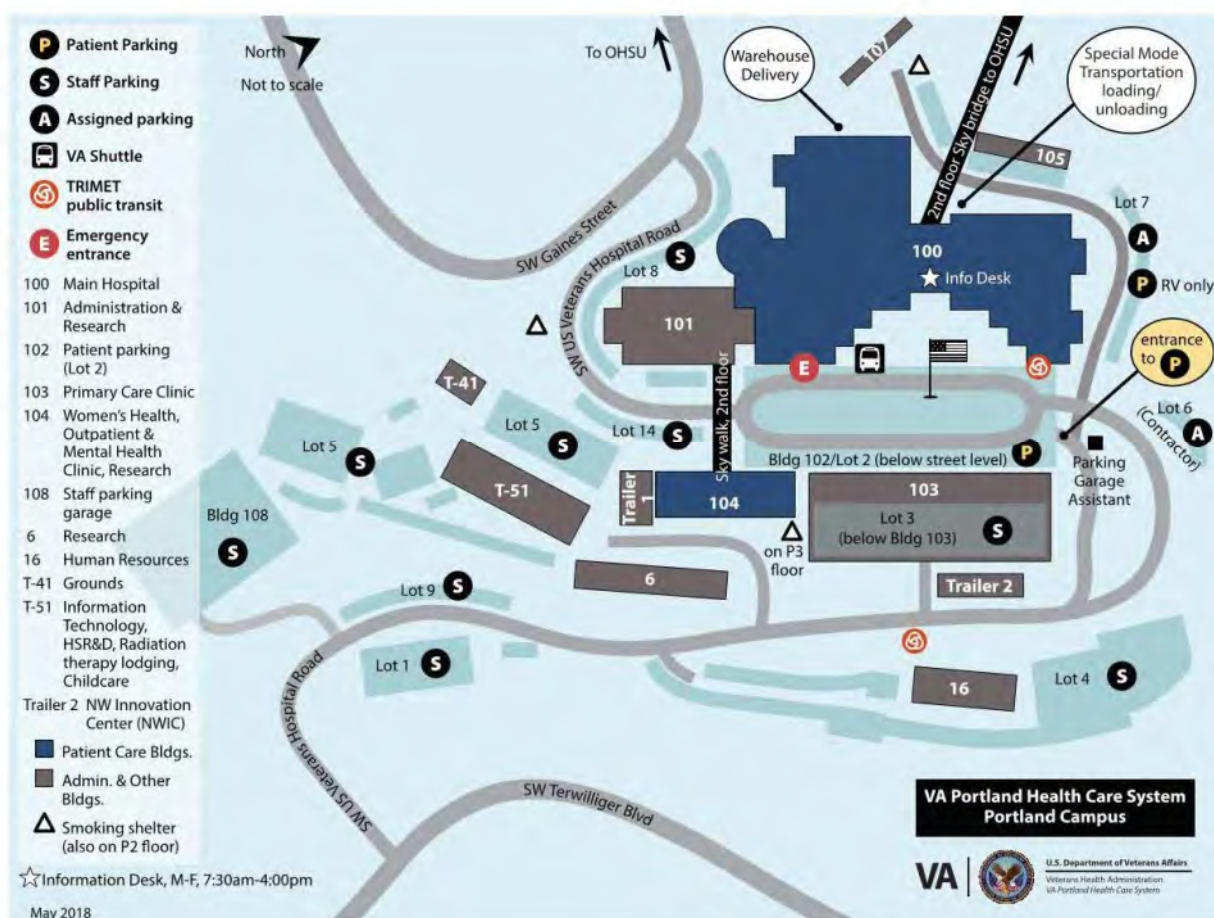 P Patient Parking
S Staff Parking
A Assigned parking
VA Shuttle
TRIMET
public transit
E Emergency
entrance
100 Main Hospital
101 Administration &
Research
102 Patient parking
(Lot 2)
103 Primary Care Clinic
104 Women's Health,
Outpatient &
Mental Health
Clinic, Research
108 Staff parking
garage
6 Research
16 Human Resources
T-41 Grounds
T-51 Information
Technology,
HSR&D, Radiation
therapy lodging,
Childcare
Trailer 2 NW Innovation
Center (NWIC)
Patient Care Bldgs.
Admin. & Other
Bldgs.
Smoking shelter
(also on P2 floor)
Information Desk, M-F, 7:30am-4:00pm
May 2018
North
Not to scale
To OHSU
Warehouse
Delivery
107
2nd floor Sky bridge to OHSU
Special Mode
Transportation
loading/
unloading
105
Lot 7
A
P RV only
SW Gaines Street
SW US Veterans Hospital Road
Lot 8 S
100
Info Desk
101
entrance
to P
E
Sky walk, 2nd floor
T-41
Lot 5 S
Lot 5 S
Lot 14 S
Lot 6
(Contractor)
A
Bldg 102/Lot 2 (below street level) P
Parking
Garage
Assistant
T-51
Trailer
1
104
103
Lot 3
(below Bldg 103) S
on P3
floor
Bldg 108
S
6
Trailer 2
Lot 9 S
Lot 1 S
16
Lot 4 S
SW US Veterans Hospital Road
SW Terwilliger Blvd
VA Portland Health Care System
Portland Campus
VA
U.S. Department of Veterans Affairs
Veterans Health Administration
VA Portland Health Care System